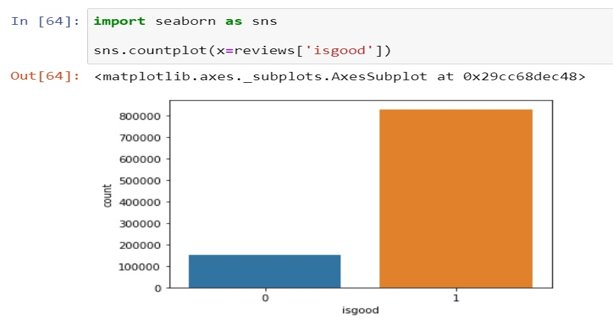 In [64]: import seaborn as sns
sns.countplot(x=reviews['isgood'])
Out[64]: <matplotlib.axes._subplots.AxesSubplot at 0x29cc68dec48>
800000
700000
600000
500000
400000
300000
200000
100000
0
count
0 1
isgood